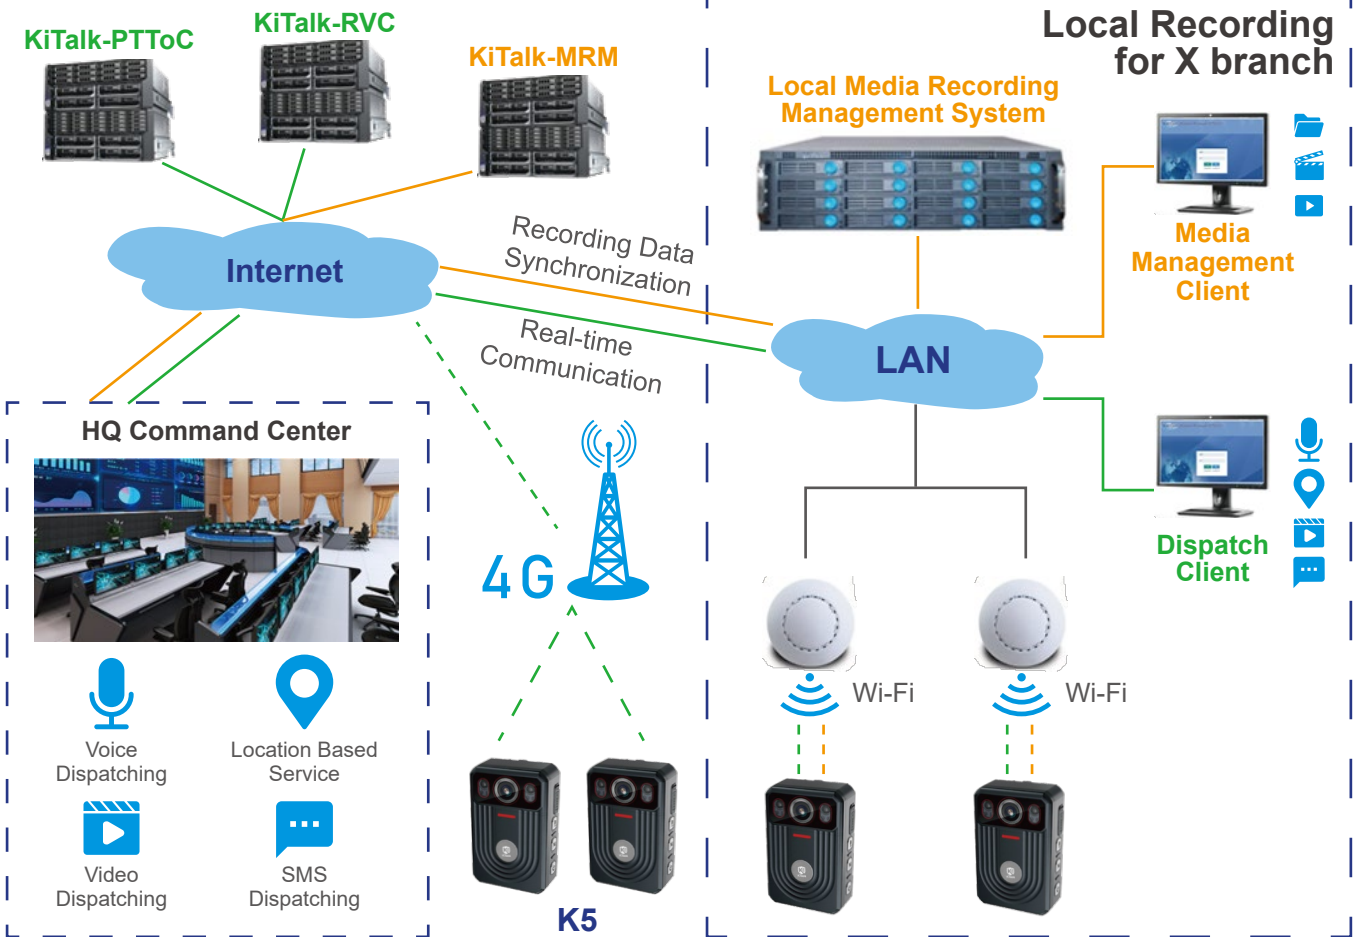 KiTalk-PTToC
KiTalk-RVC
KiTalk-MRM
Internet
Recording Data
Synchronization
Real-time
Communication
HQ Command Center
Voice
Dispatching
Location Based
Service
Video
Dispatching
SMS
Dispatching
4G
K5
Local Recording
for X branch
Local Media Recording
Management System
Media
Management
Client
LAN
Dispatch
Client
Wi-Fi
Wi-Fi